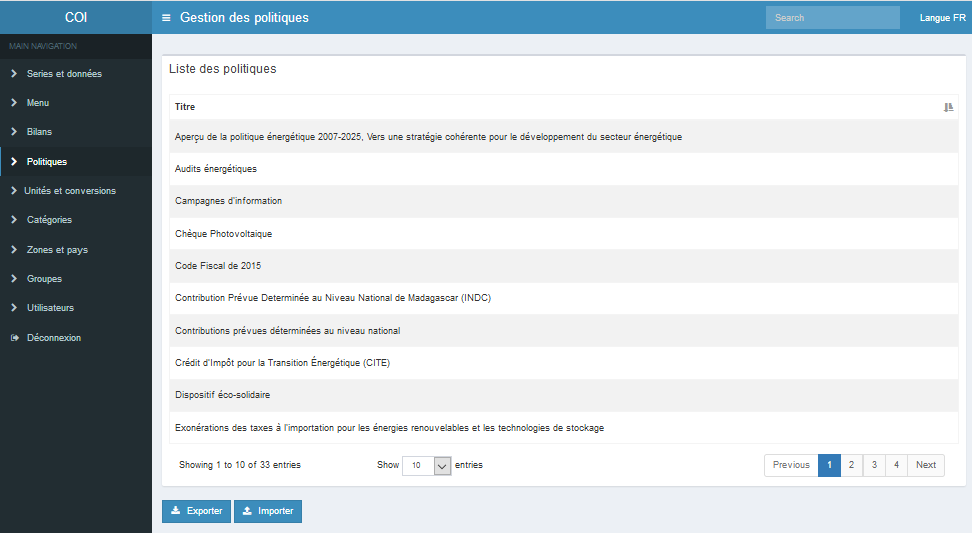 COI
Gestion des politiques
Search
Langue FR
MAIN NAVIGATION
Series et données
Menu
Bilans
Politiques
Unités et conversions
Catégories
Zones et pays
Groupes
Utilisateurs
Déconnexion
Liste des politiques
Titre
Aperçu de la politique énergétique 2007-2025, Vers une stratégie cohérente pour le développement du secteur énergétique
Audits énergétiques
Campagnes d'information
Chèque Photovoltaïque
Code Fiscal de 2015
Contribution Prévue Determinée au Niveau National de Madagascar (INDC)
Contributions prévues déterminées au niveau national
Crédit d'Impôt pour la Transition Énergétique (CITE)
Dispositif éco-solidaire
Exonérations des taxes à l'importation pour les énergies renouvelables et les technologies de stockage
Showing 1 to 10 of 33 entries
Show 10 entries
Previous 1 2 3 4 Next
Exporter
Importer